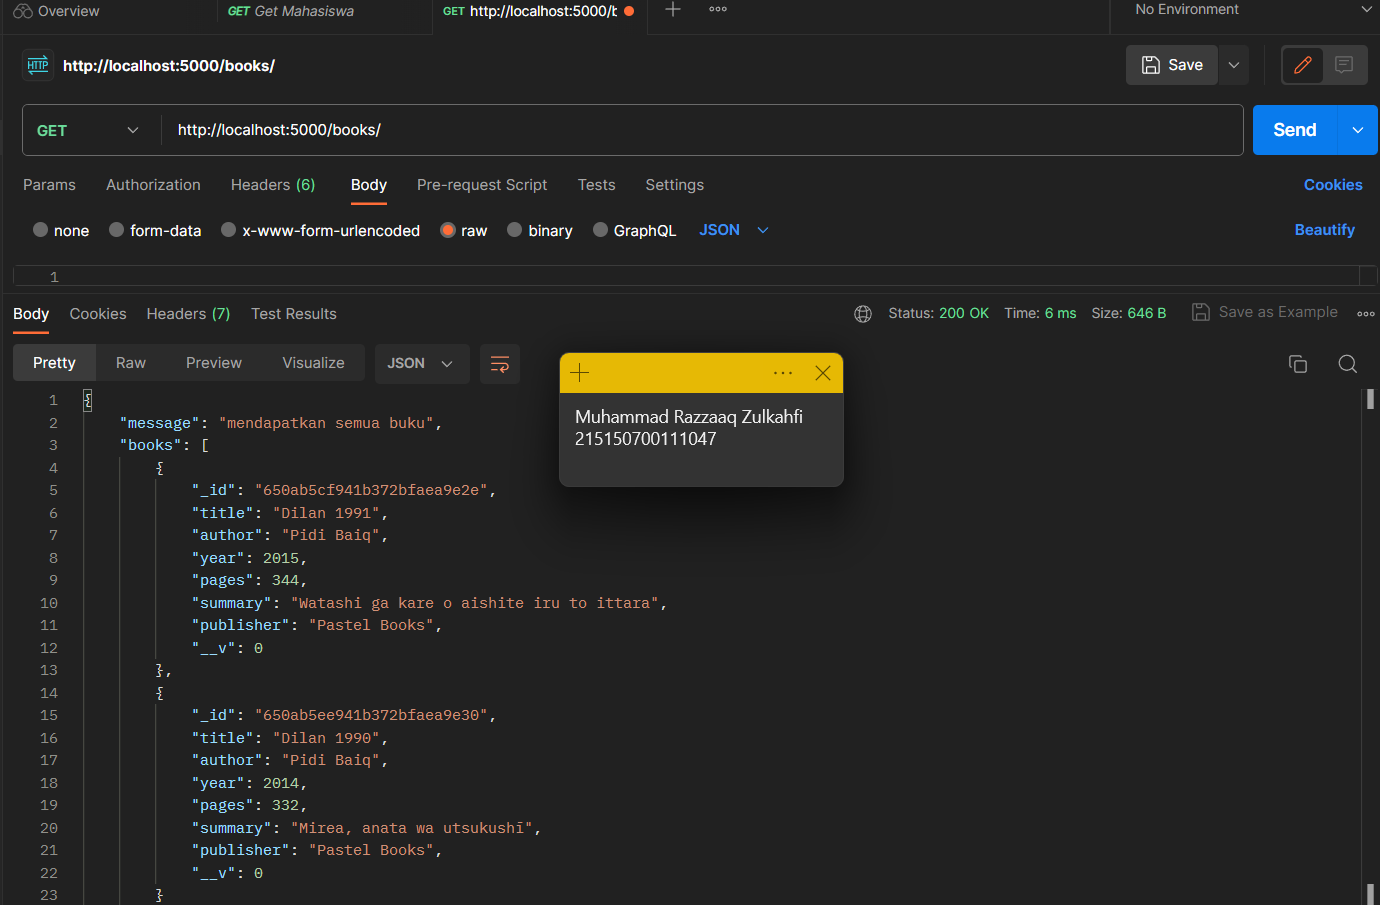 Overview
GET Get Mahasiswa
GET http://localhost:5000/b
No Environment
HTTP http://localhost:5000/books/
Save
GET http://localhost:5000/books/
Send
Params Authorization Headers (6) Body Pre-request Script Tests Settings Cookies
none form-data x-www-form-urlencoded raw binary GraphQL JSON Beautify
1
Body Cookies Headers (7) Test Results Status: 200 OK Time: 6 ms Size: 646 B Save as Example
Pretty Raw Preview Visualize JSON
Muhammad Razzaaq Zulkahfi
215150700111047
1 {
2 "message": "mendapatkan semua buku",
3 "books": [
4 {
5 "_id": "650ab5cf941b372bfaea9e2e",
6 "title": "Dilan 1991",
7 "author": "Pidi Baiq",
8 "year": 2015,
9 "pages": 344,
10 "summary": "Watashi ga kare o aishite iru to ittara",
11 "publisher": "Pastel Books",
12 "__v": 0
13 },
14 {
15 "_id": "650ab5ee941b372bfaea9e30",
16 "title": "Dilan 1990",
17 "author": "Pidi Baiq",
18 "year": 2014,
19 "pages": 332,
20 "summary": "Mirea, anata wa utsukushī",
21 "publisher": "Pastel Books",
22 "__v": 0
23 }